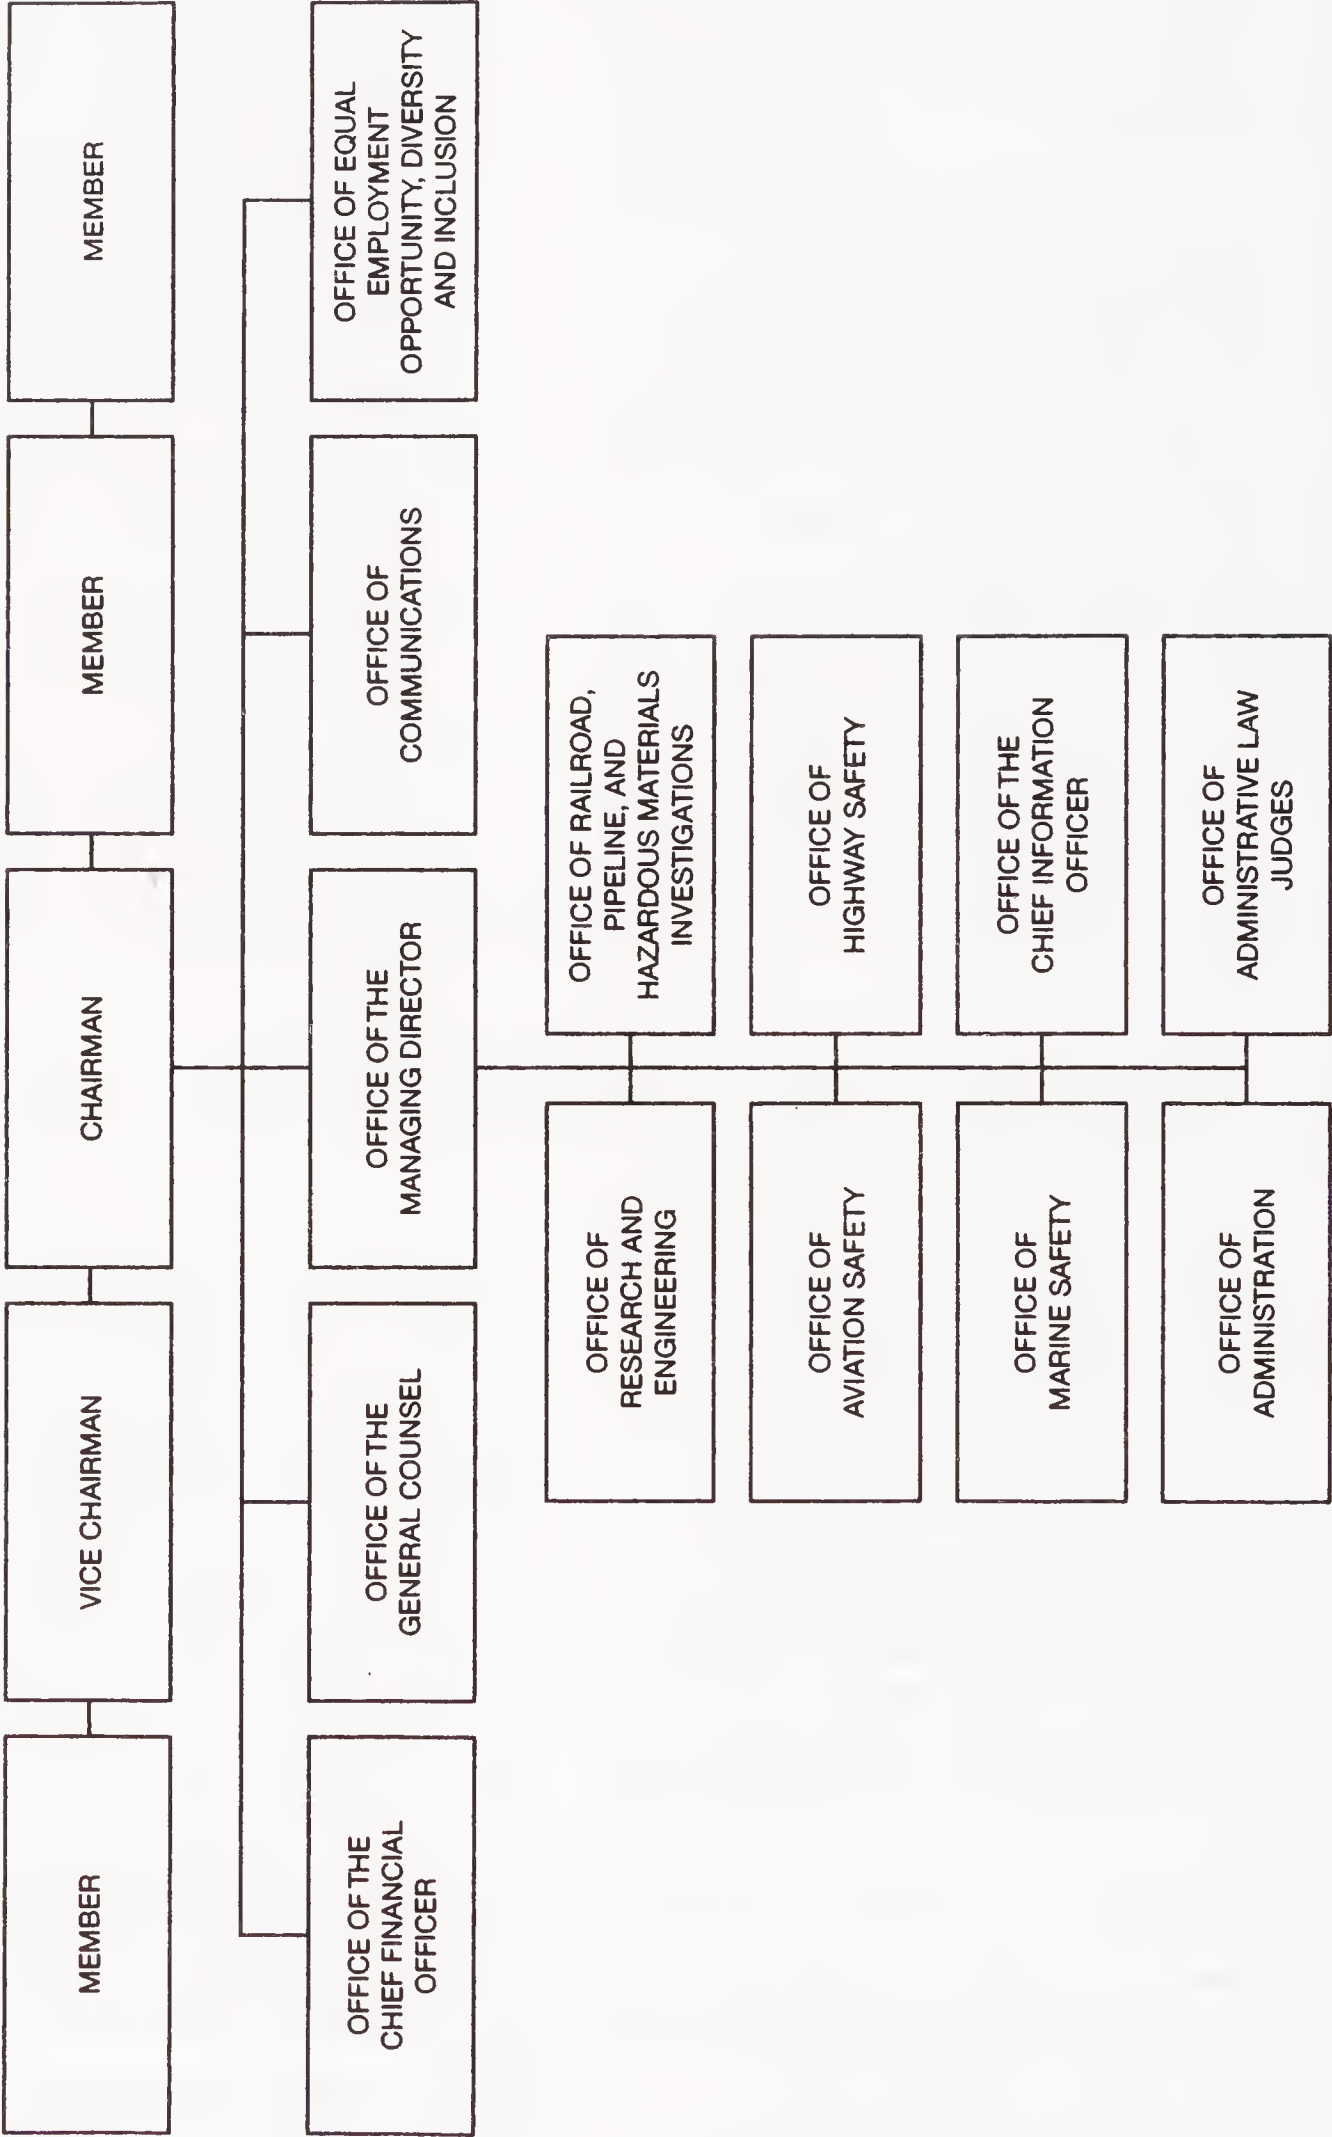 MEMBER
VICE CHAIRMAN
CHAIRMAN
MEMBER
MEMBER
OFFICE OF THE
CHIEF FINANCIAL
OFFICER
OFFICE OF THE
GENERAL COUNSEL
OFFICE OF THE
MANAGING DIRECTOR
OFFICE OF
COMMUNICATIONS
OFFICE OF EQUAL
EMPLOYMENT
OPPORTUNITY, DIVERSITY
AND INCLUSION
OFFICE OF
RESEARCH AND
ENGINEERING
OFFICE OF RAILROAD,
PIPELINE, AND
HAZARDOUS MATERIALS
INVESTIGATIONS
OFFICE OF
AVIATION SAFETY
OFFICE OF
HIGHWAY SAFETY
OFFICE OF
MARINE SAFETY
OFFICE OF THE
CHIEF INFORMATION
OFFICER
OFFICE OF
ADMINISTRATION
OFFICE OF
ADMINISTRATIVE LAW
JUDGES